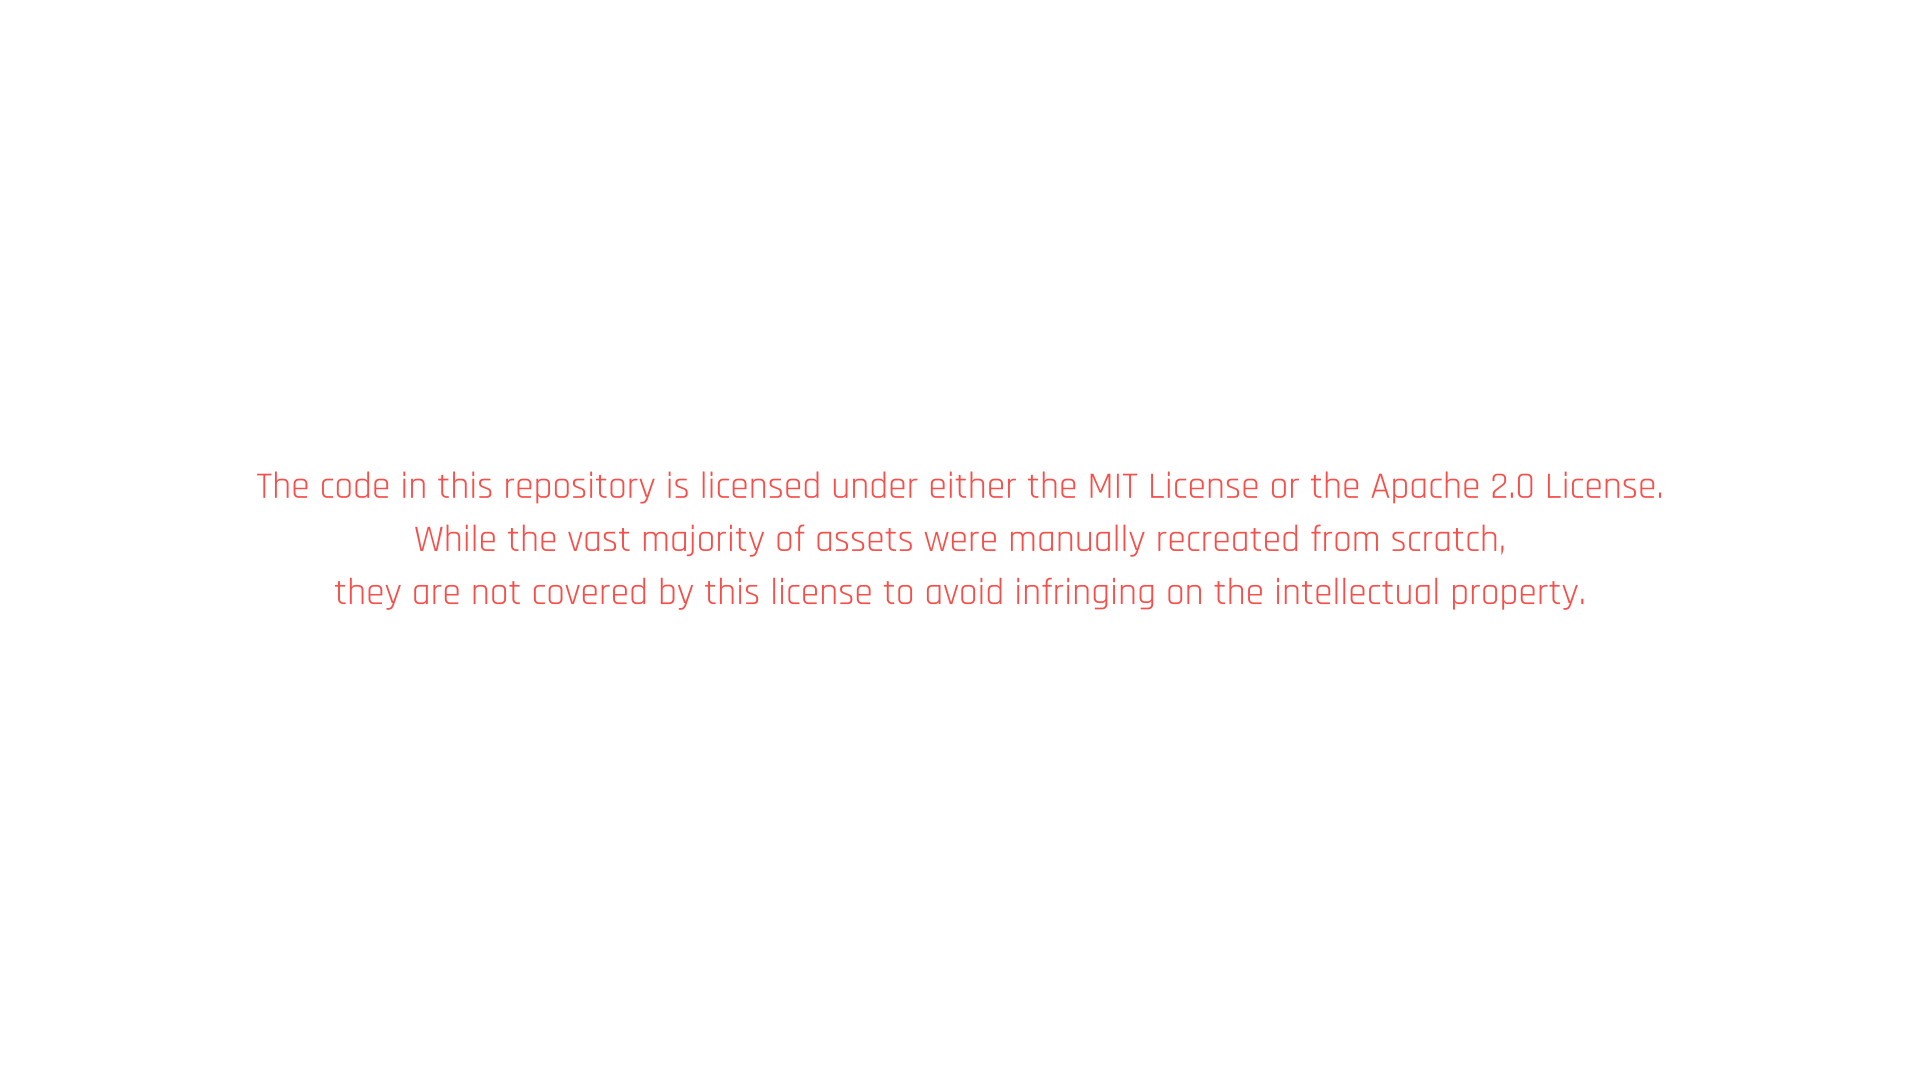 The code in this repository is licensed under either the MIT License or the Apache 2.0 License.
While the vast majority of assets were manually recreated from scratch,
they are not covered by this license to avoid infringing on the intellectual property.